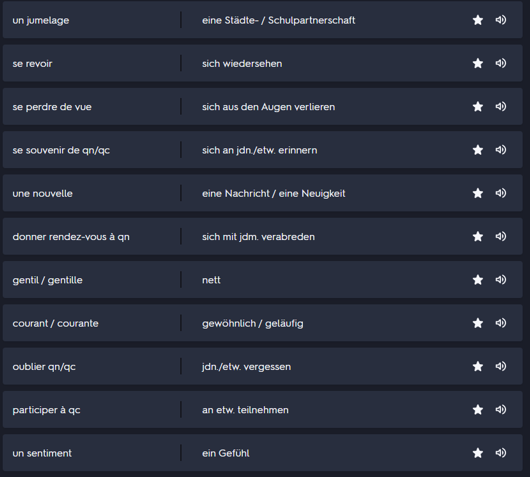 un jumelage eine Städte- / Schulpartnerschaft
se revoir sich wiedersehen
se perdre de vue sich aus den Augen verlieren
se souvenir de qn/qc sich an jdn./etw. erinnern
une nouvelle eine Nachricht / eine Neuigkeit
donner rendez-vous à qn sich mit jdm. verabreden
gentil / gentille nett
courant / courante gewöhnlich / geläufig
oublier qn/qc jdn./etw. vergessen
participer à qc an etw. teilnehmen
un sentiment ein Gefühl